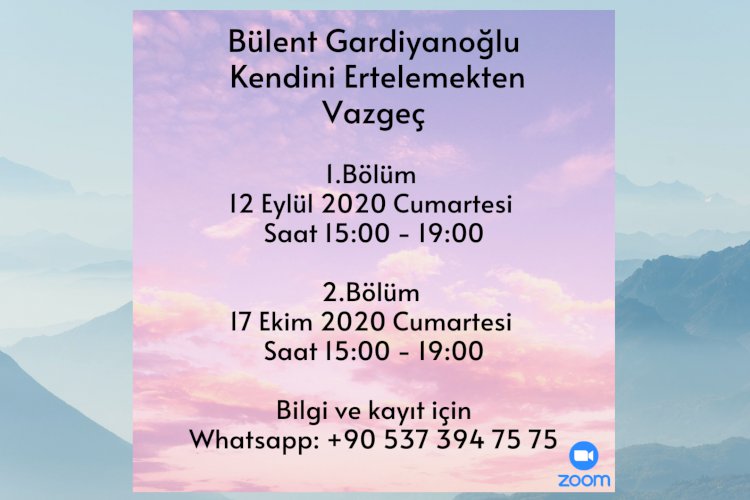 Bülent Gardiyanoğlu
Kendini Ertelemekten
Vazgeç
1.Bölüm
12 Eylül 2020 Cumartesi
Saat 15:00 - 19:00
2.Bölüm
17 Ekim 2020 Cumartesi
Saat 15:00 - 19:00
Bilgi ve kayıt için
Whatsapp: +90 537 394 75 75
zoom